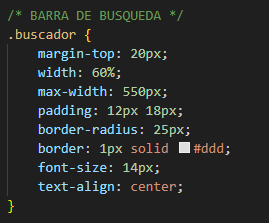 /* BARRA DE BUSQUEDA */
.buscador {
    margin-top: 20px;
    width: 60%;
    max-width: 550px;
    padding: 12px 18px;
    border-radius: 25px;
    border: 1px solid #ddd;
    font-size: 14px;
    text-align: center;
}